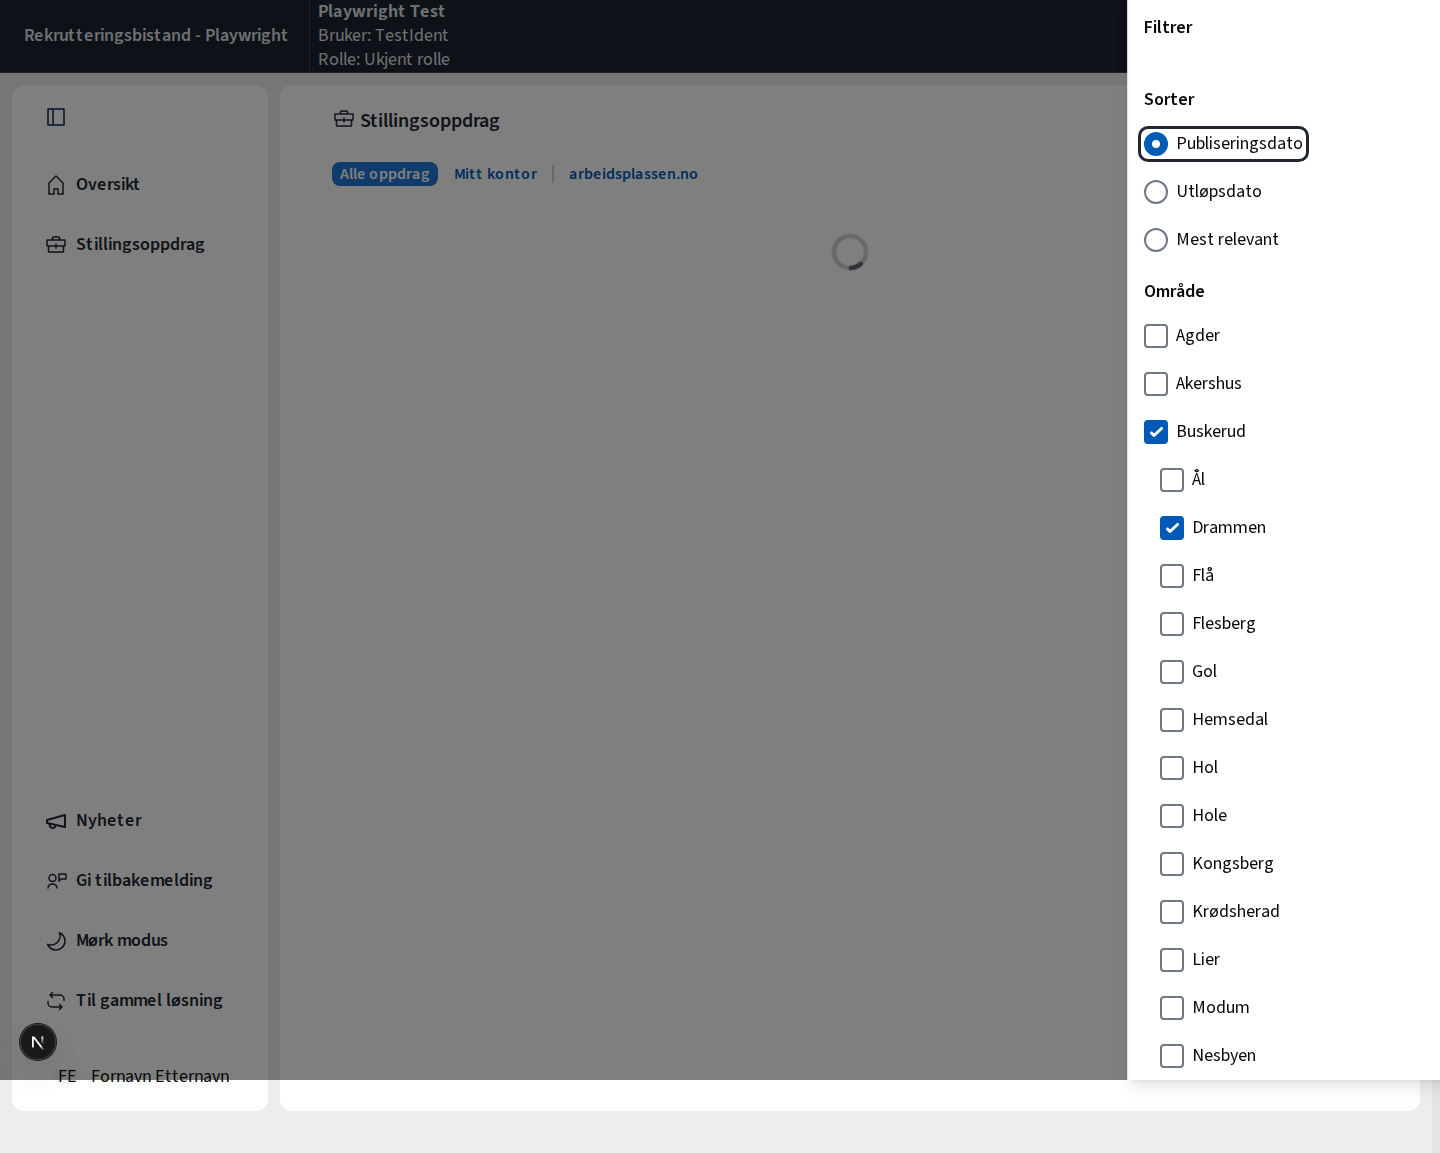 Rekrutteringsbistand - Playwright
Playwright Test
Bruker: TestIdent
Rolle: Ukjent rolle
Oversikt
Stillingsoppdrag
Nyheter
Gi tilbakemelding
Mørk modus
Til gammel løsning
N
FE Fornavn Etternavn
Stillingsoppdrag
Alle oppdrag Mitt kontor arbeidsplassen.no
Filtrer
Sorter
Publiseringsdato
Utløpsdato
Mest relevant
Område
Agder
Akershus
Buskerud
Ål
Drammen
Flå
Flesberg
Gol
Hemsedal
Hol
Hole
Kongsberg
Krødsherad
Lier
Modum
Nesbyen